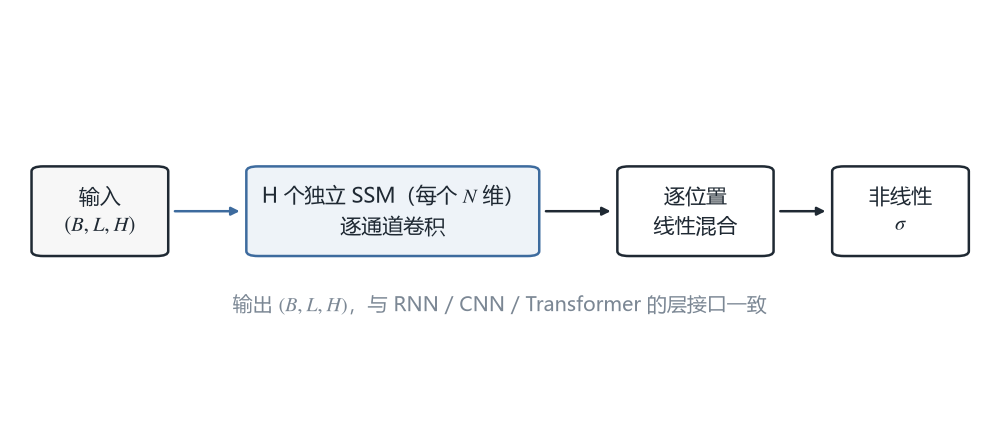 输入
(B, L, H)
H 个独立 SSM（每个 N 维）
逐通道卷积
逐位置
线性混合
非线性
σ
输出 (B, L, H)，与 RNN / CNN / Transformer 的层接口一致